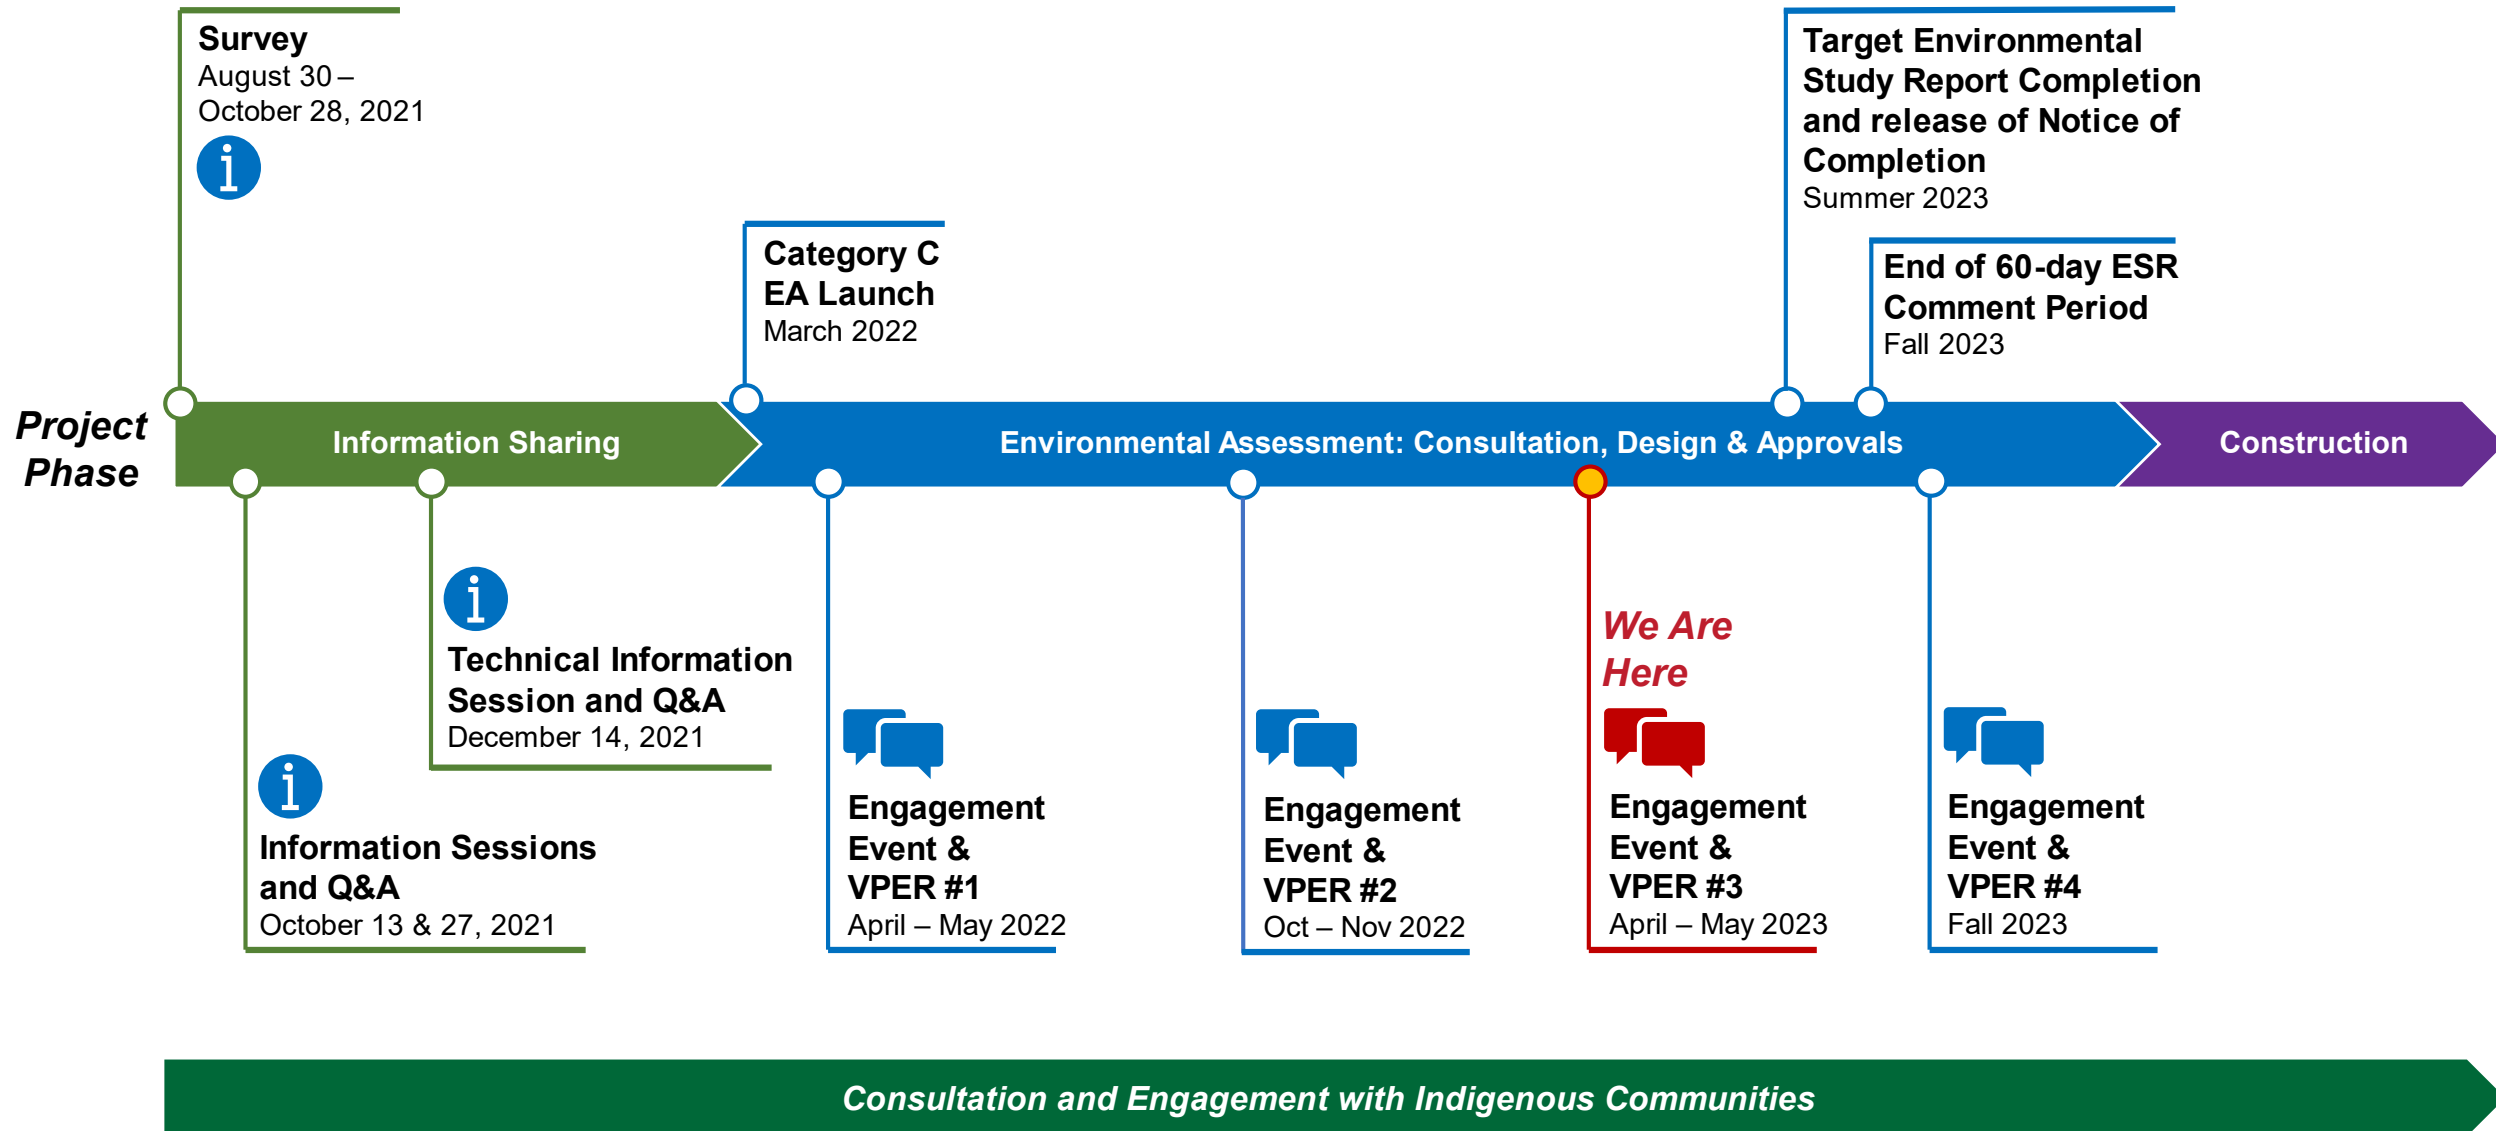 Survey
August 30 –
October 28, 2021
Target Environmental
Study Report Completion
and release of Notice of
Completion
Summer 2023
Category C
EA Launch
March 2022
End of 60-day ESR
Comment Period
Fall 2023
Project
Phase
Information Sharing
Environmental Assessment: Consultation, Design & Approvals
Construction
Technical Information
Session and Q&A
December 14, 2021
Information Sessions
and Q&A
October 13 & 27, 2021
Engagement
Event &
VPER #1
April – May 2022
Engagement
Event &
VPER #2
Oct – Nov 2022
We Are
Here
Engagement
Event &
VPER #3
April – May 2023
Engagement
Event &
VPER #4
Fall 2023
Consultation and Engagement with Indigenous Communities